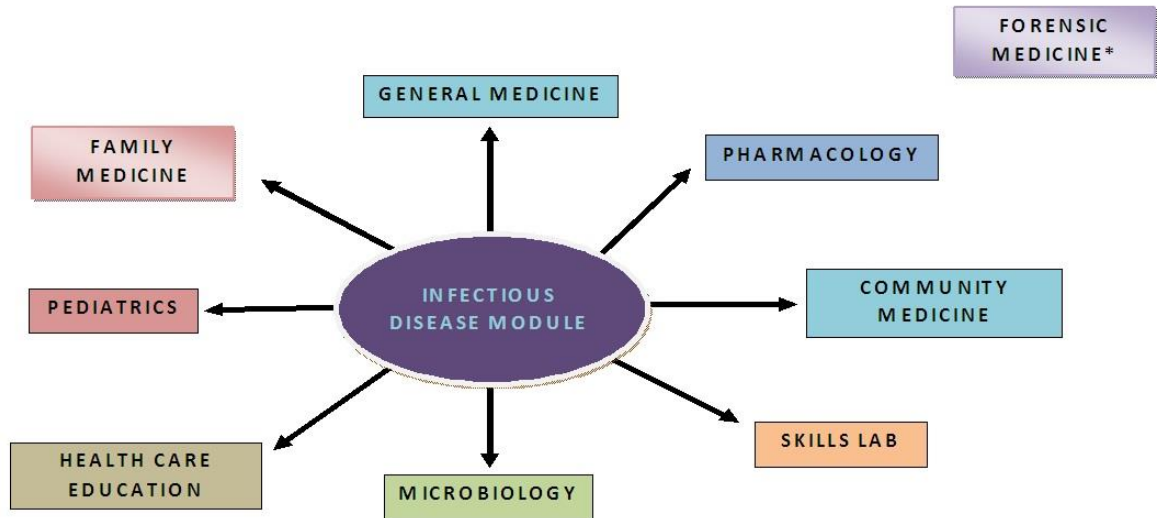 FORENSIC
MEDICINE*
GENERAL MEDICINE
FAMILY
MEDICINE
PHARMACOLOGY
INFECTIOUS
DISEASE MODULE
PEDIATRICS
COMMUNITY
MEDICINE
SKILLS LAB
HEALTH CARE
EDUCATION
MICROBIOLOGY